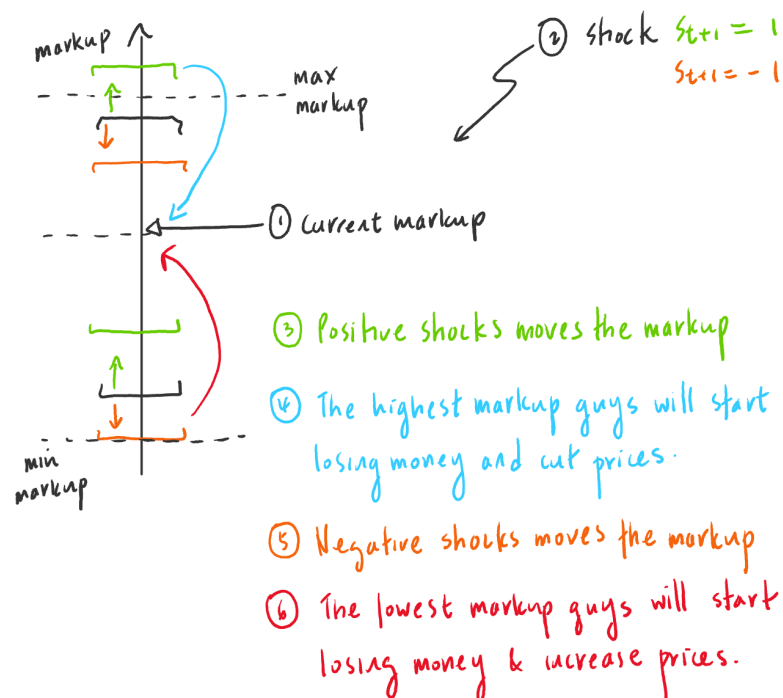 markup
max
markup
② shock St+1 = 1
St+1 = -1
① current markup
③ Positive shocks moves the markup
④ The highest markup guys will start
losing money and cut prices.
min
markup
⑤ Negative shocks moves the markup
⑥ The lowest markup guys will start
losing money & increase prices.